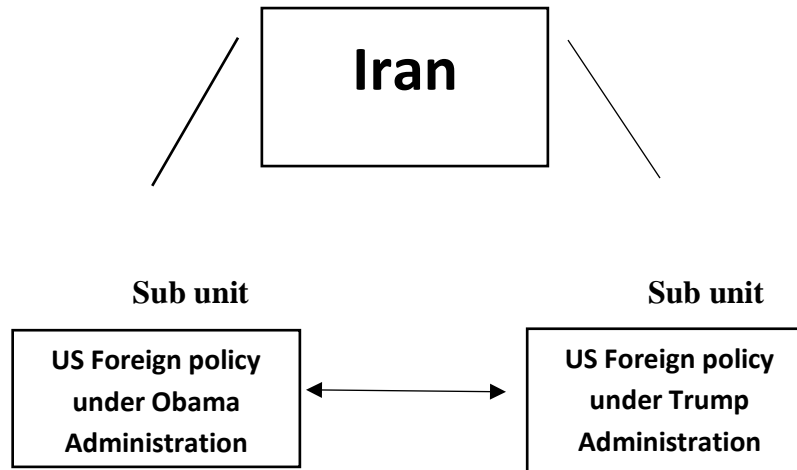 Iran
Sub unit
Sub unit
US Foreign policy
under Obama
Administration
US Foreign policy
under Trump
Administration